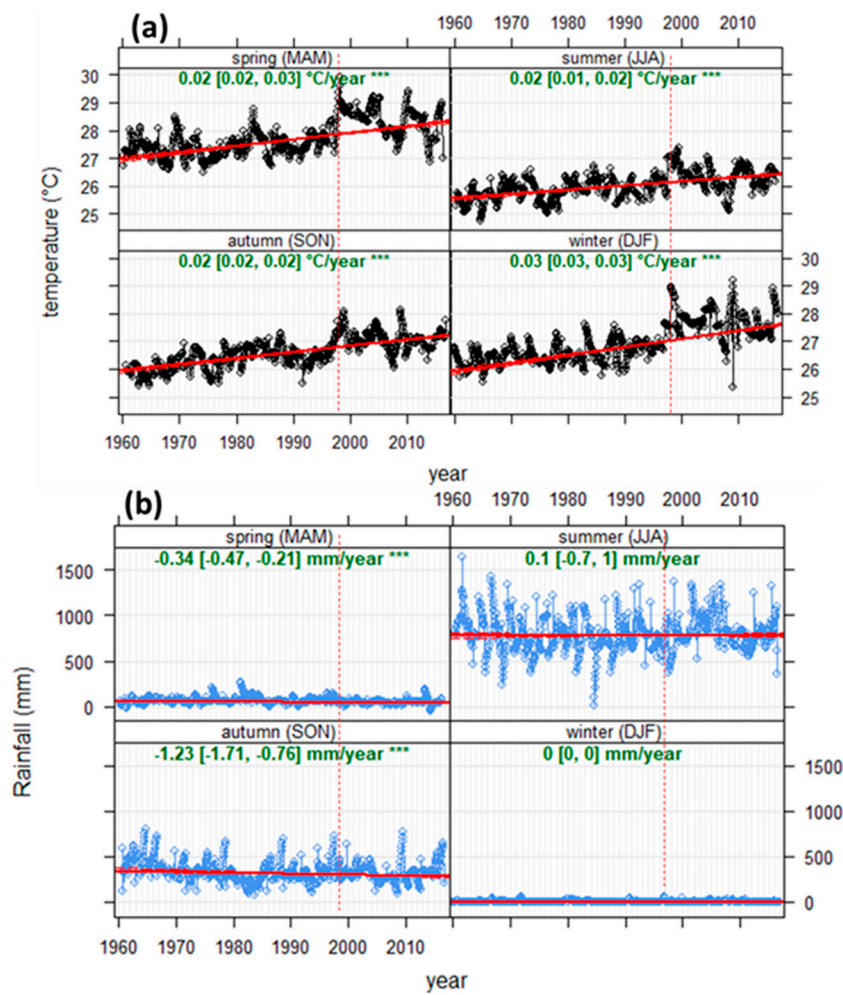 (a)
1960 1970 1980 1990 2000 2010
spring (MAM) summer (JJA)
0.02 [0.02, 0.03] °C/year *** 0.02 [0.01, 0.02] °C/year ***
30
29
28
27
26
25
autumn (SON) winter (DJF)
0.02 [0.02, 0.02] °C/year *** 0.03 [0.03, 0.03] °C/year ***
30
29
28
27
26
25
temperature (°C)
1960 1970 1980 1990 2000 2010
year
(b)
1960 1970 1980 1990 2000 2010
spring (MAM) summer (JJA)
-0.34 [-0.47, -0.21] mm/year *** 0.1 [-0.7, 1] mm/year
1500
1000
500
0
autumn (SON) winter (DJF)
-1.23 [-1.71, -0.76] mm/year *** 0 [0, 0] mm/year
1500
1000
500
0
Rainfall (mm)
1960 1970 1980 1990 2000 2010
year